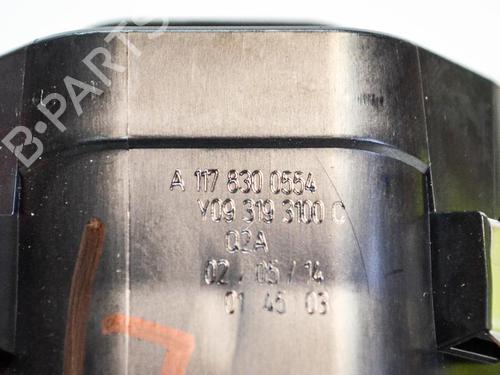 B-PARTS
A 117 830 0554
Y09 319 3100 C
Q2A
02 / 05 / 14
01 45 03